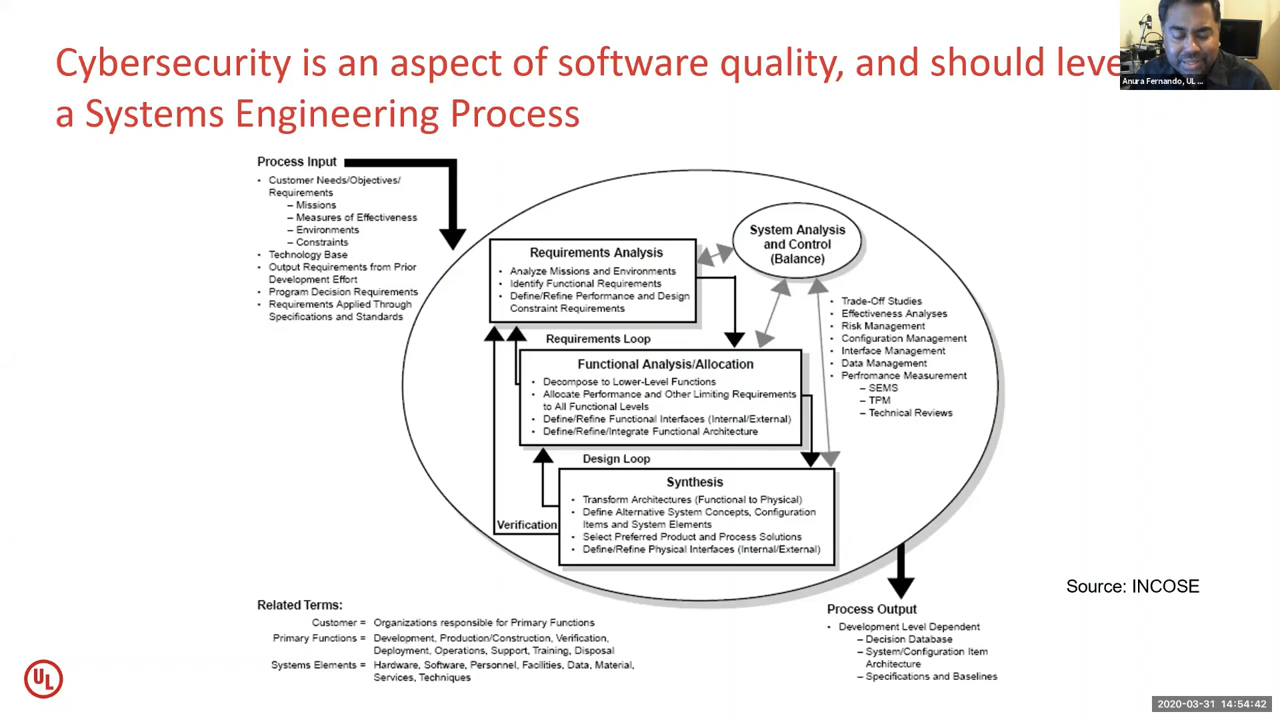 Cybersecurity is an aspect of software quality, and should leve
a Systems Engineering Process
Anura Fernando, UL ...
Process Input
• Customer Needs/Objectives/
Requirements
– Missions
– Measures of Effectiveness
– Environments
– Constraints
• Technology Base
• Output Requirements from Prior
Development Effort
• Program Decision Requirements
• Requirements Applied Through
Specifications and Standards
System Analysis
and Control
(Balance)
Requirements Analysis
• Analyze Missions and Environments
• Identify Functional Requirements
• Define/Refine Performance and Design
Constraint Requirements
• Trade-Off Studies
• Effectiveness Analyses
• Risk Management
• Configuration Management
• Interface Management
• Data Management
• Perfromance Measurement
– SEMS
– TPM
– Technical Reviews
Requirements Loop
Functional Analysis/Allocation
• Decompose to Lower-Level Functions
• Allocate Performance and Other Limiting Requirements
to All Functional Levels
• Define/Refine Functional Interfaces (Internal/External)
• Define/Refine/Integrate Functional Architecture
Design Loop
Synthesis
• Transform Architectures (Functional to Physical)
• Define Alternative System Concepts, Configuration
Items and System Elements
• Select Preferred Product and Process Solutions
• Define/Refine Physical Interfaces (Internal/External)
Verification
Source: INCOSE
Related Terms:
Customer = Organizations responsible for Primary Functions
Primary Functions = Development, Production/Construction, Verification,
Deployment, Operations, Support, Training, Disposal
Systems Elements = Hardware, Software, Personnel, Facilities, Data, Material,
Services, Techniques
Process Output
• Development Level Dependent
– Decision Database
– System/Configuration Item
Architecture
– Specifications and Baselines
UL
2020-03-31 14:54:42